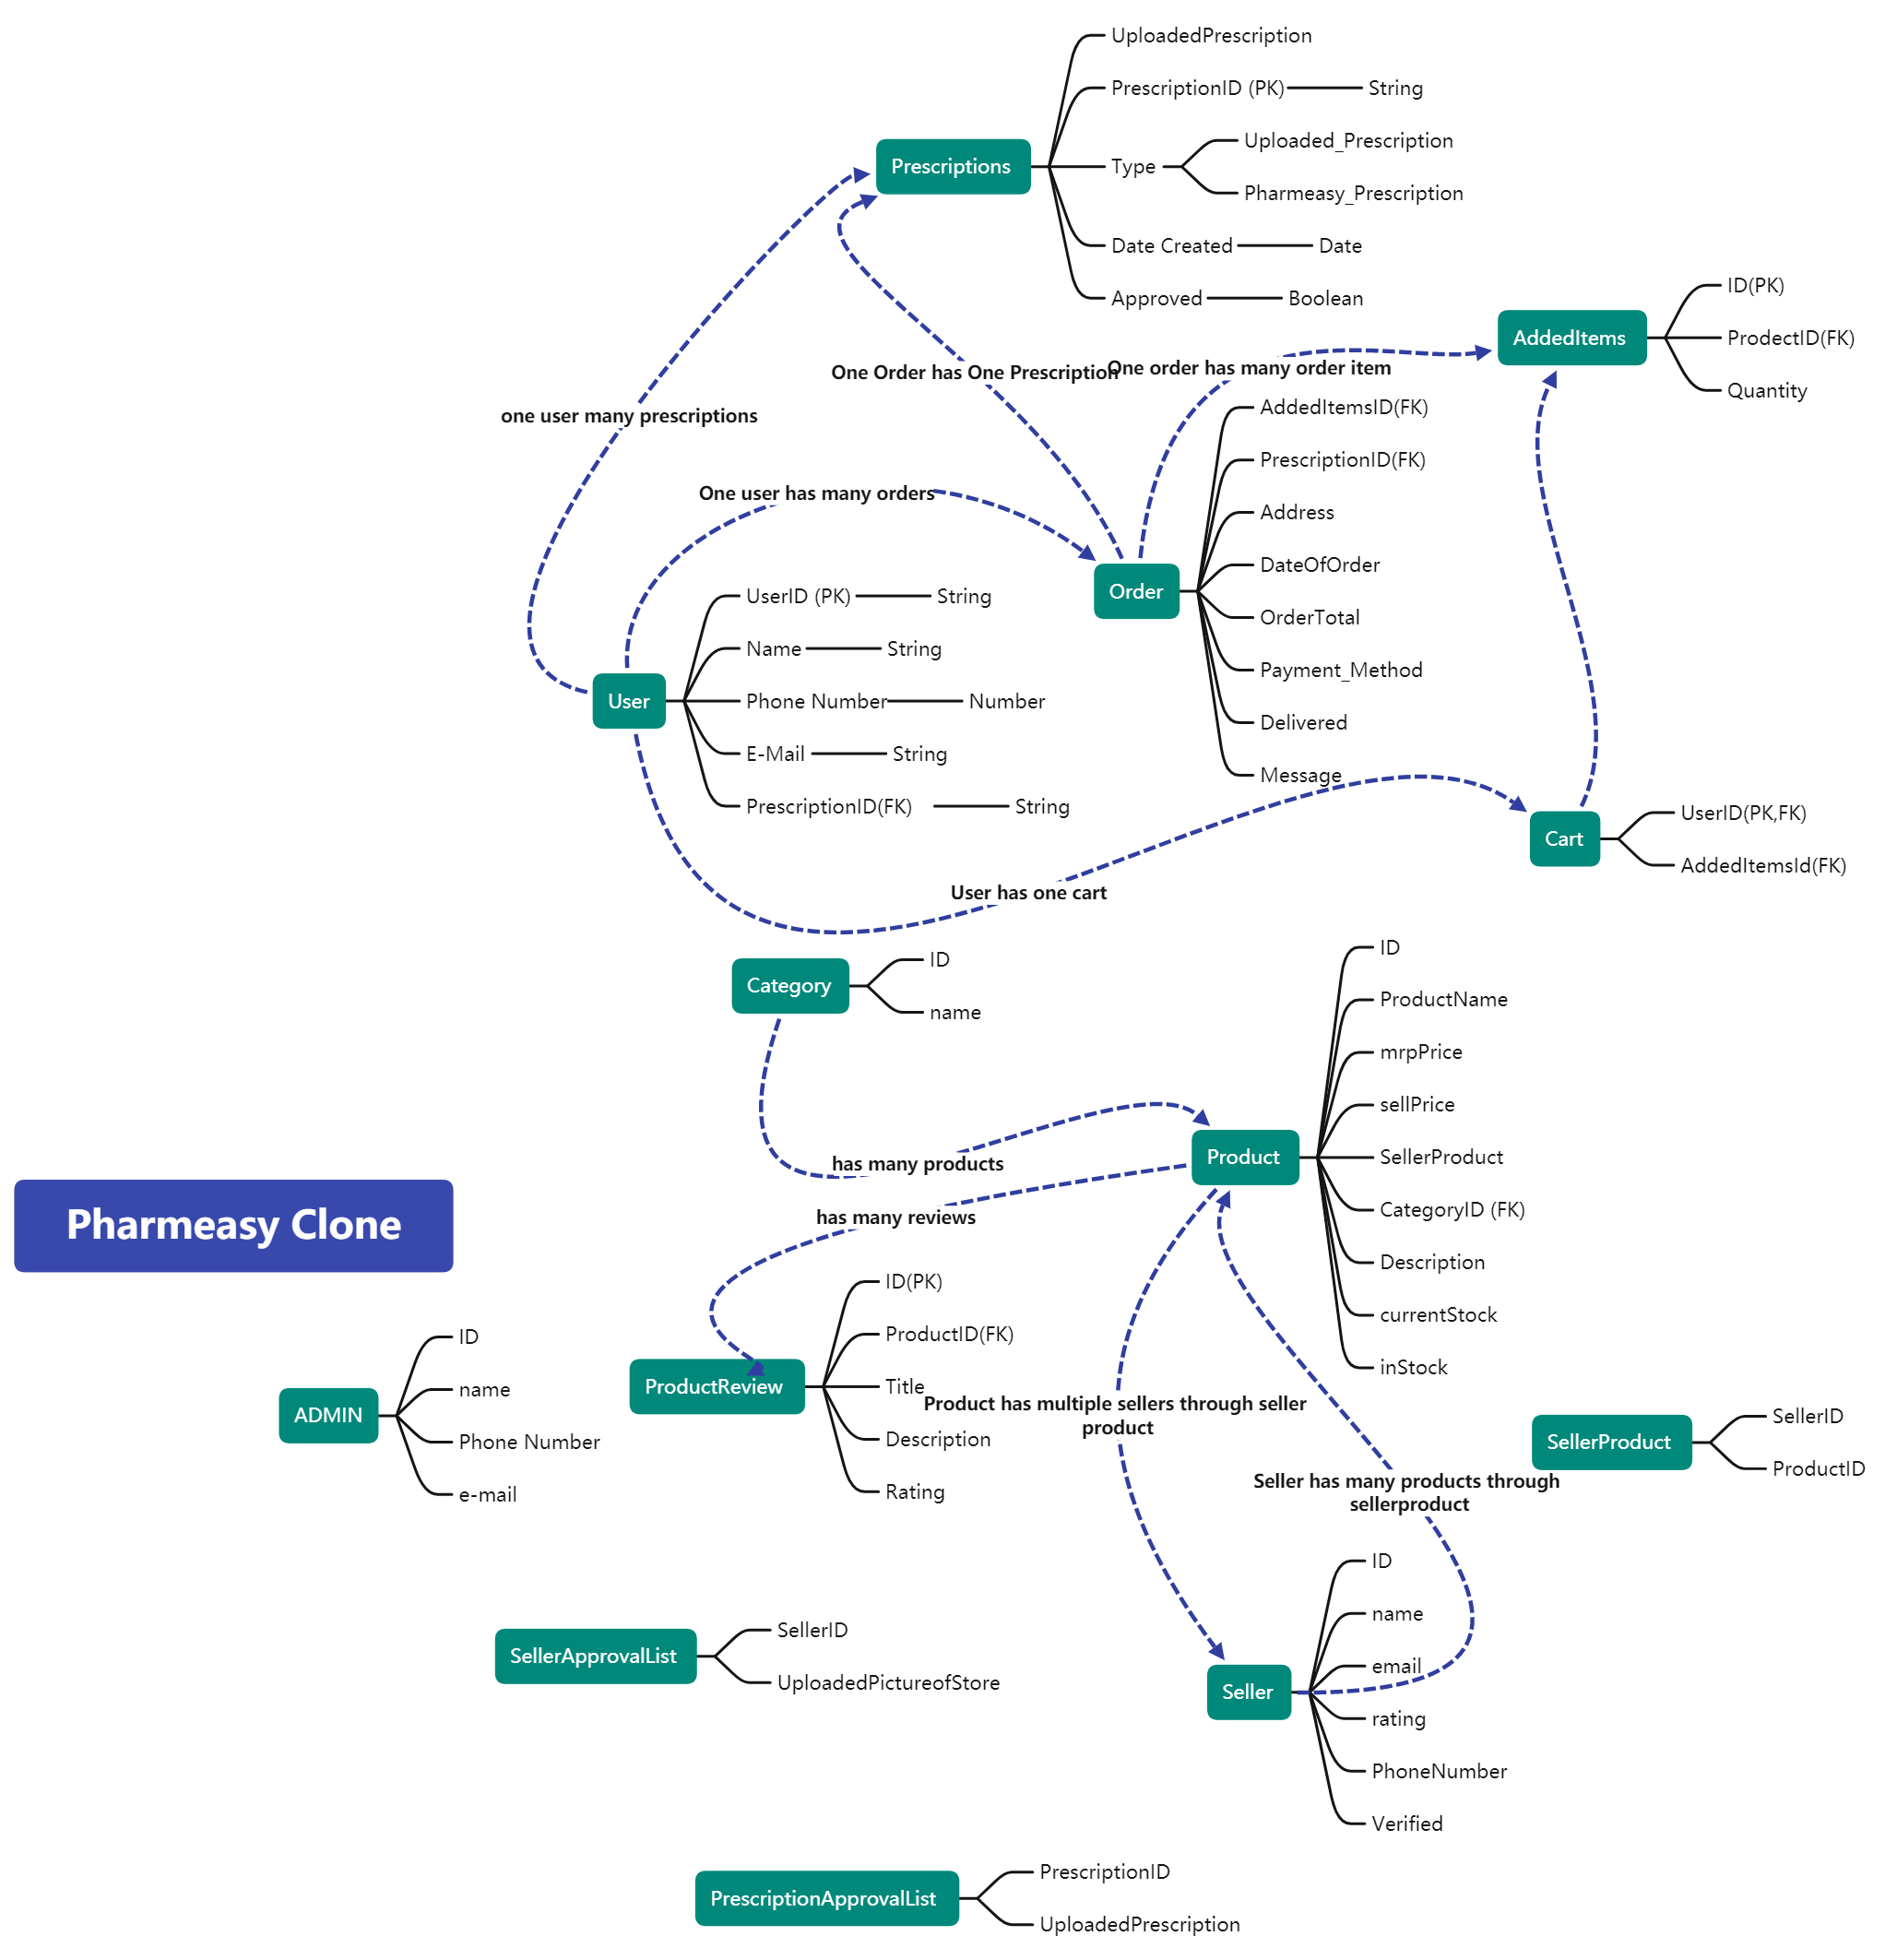 UploadedPrescription
PrescriptionID (PK)
String
Prescriptions
Type
Uploaded_Prescription
Pharmeasy_Prescription
Date Created
Date
Approved
Boolean
AddedItems
ID(PK)
ProdectID(FK)
Quantity
one user many prescriptions
One Order has One Prescription
One order has many order item
One user has many orders
Order
AddedItemsID(FK)
PrescriptionID(FK)
Address
DateOfOrder
OrderTotal
Payment_Method
Delivered
Message
User
UserID (PK)
String
Name
String
Phone Number
Number
E-Mail
String
PrescriptionID(FK)
String
Cart
UserID(PK,FK)
AddedItemsId(FK)
User has one cart
Category
ID
name
has many products
Product
ID
ProductName
mrpPrice
sellPrice
SellerProduct
CategoryID (FK)
Description
currentStock
inStock
Pharmeasy Clone
has many reviews
ADMIN
ID
name
Phone Number
e-mail
ProductReview
ID(PK)
ProductID(FK)
Title
Description
Rating
Product has multiple sellers through seller
product
Seller has many products through
sellerproduct
SellerProduct
SellerID
ProductID
SellerApprovalList
SellerID
UploadedPictureofStore
Seller
ID
name
email
rating
PhoneNumber
Verified
PrescriptionApprovalList
PrescriptionID
UploadedPrescription